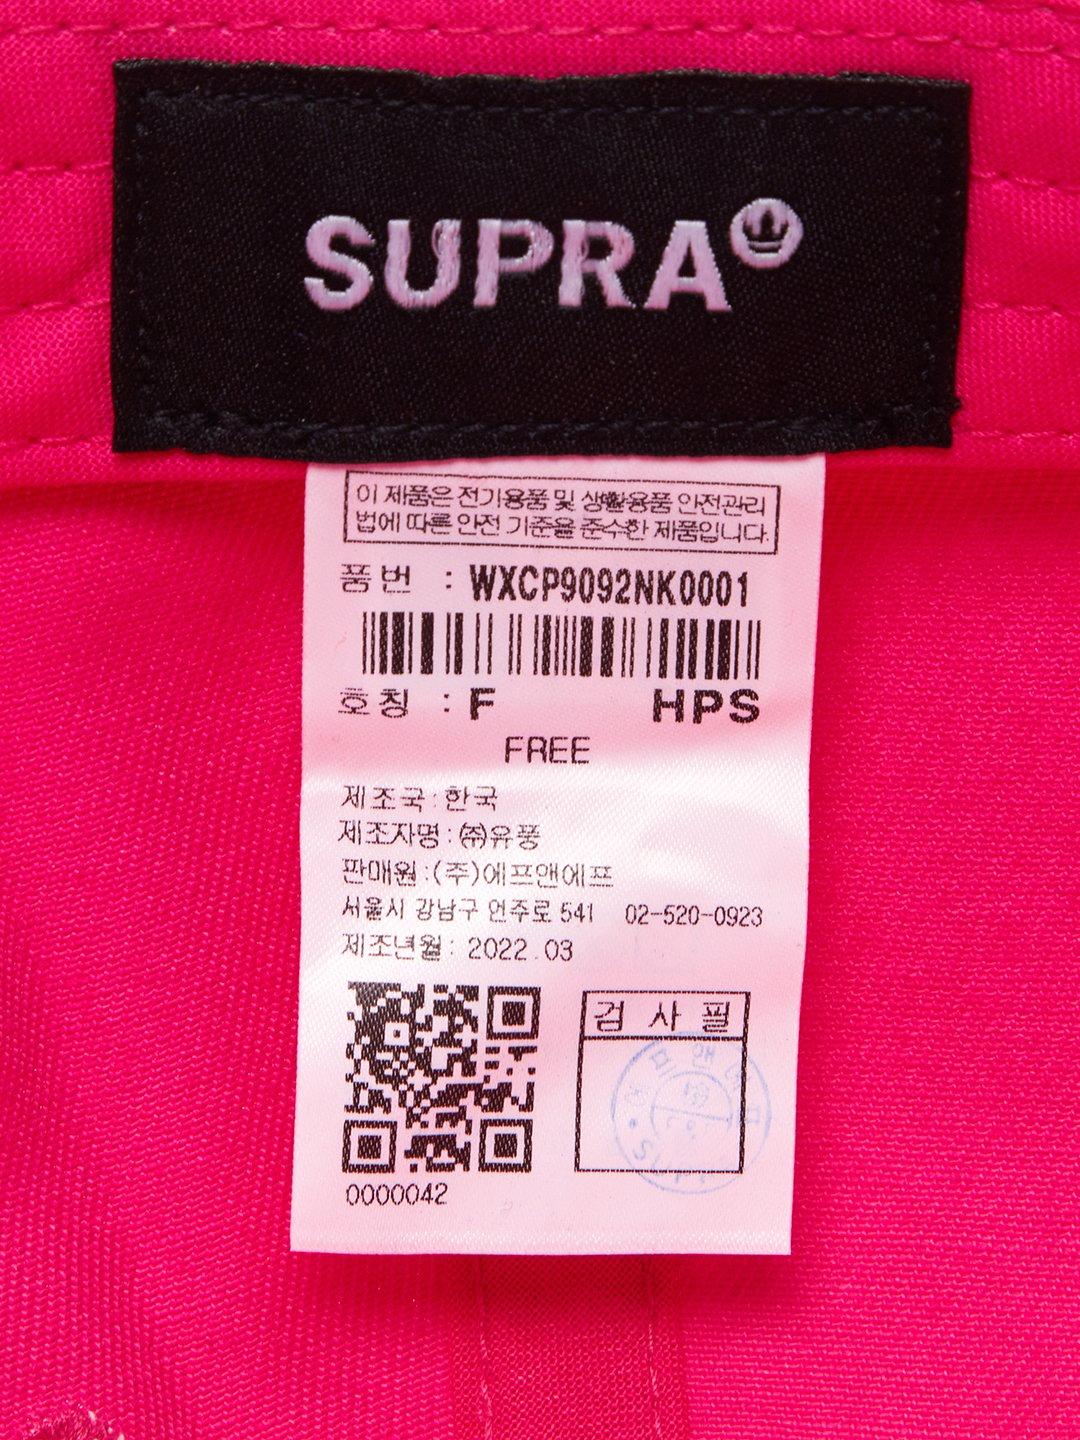 SUPRA
이 제품은 전기용품 및 생활용품 안전관리
법에 따른 안전 기준을 준수한 제품입니다.
품번 : WXCP9092NK0001
호칭 : F HPS
FREE
제조국 : 한국
제조자명 : ㈜유풍
판매원 : (주)에프앤에프
서울시 강남구 언주로 541 02-520-0923
제조년월 : 2022.03
검사필
0000042